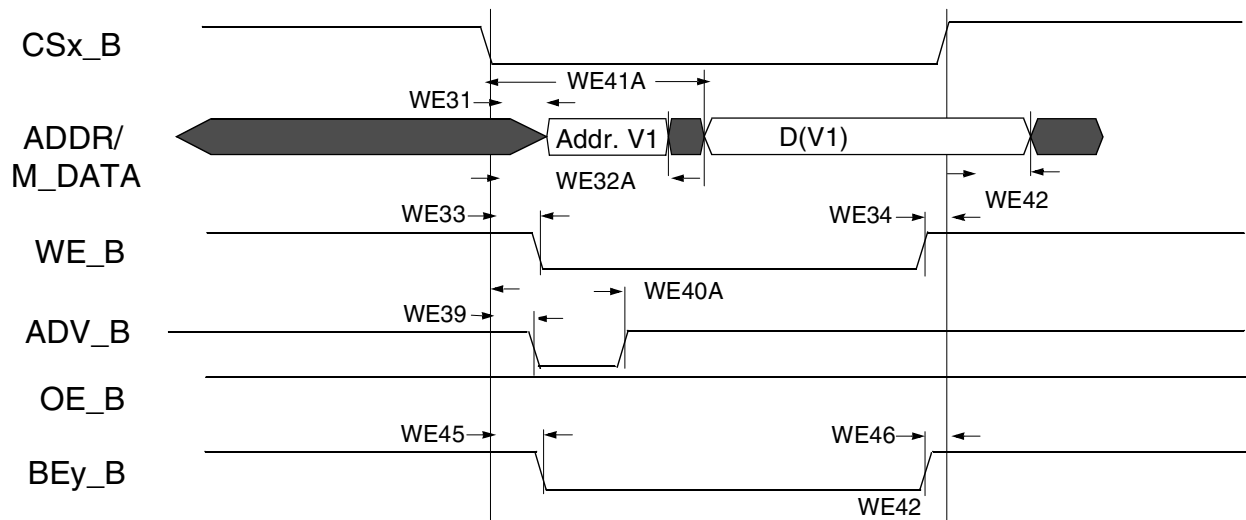 CSx_B
WE41A
WE31
ADDR/
M_DATA
Addr. V1
D(V1)
WE32A
WE42
WE33
WE34
WE_B
WE40A
WE39
ADV_B
OE_B
WE45
WE46
BEy_B
WE42